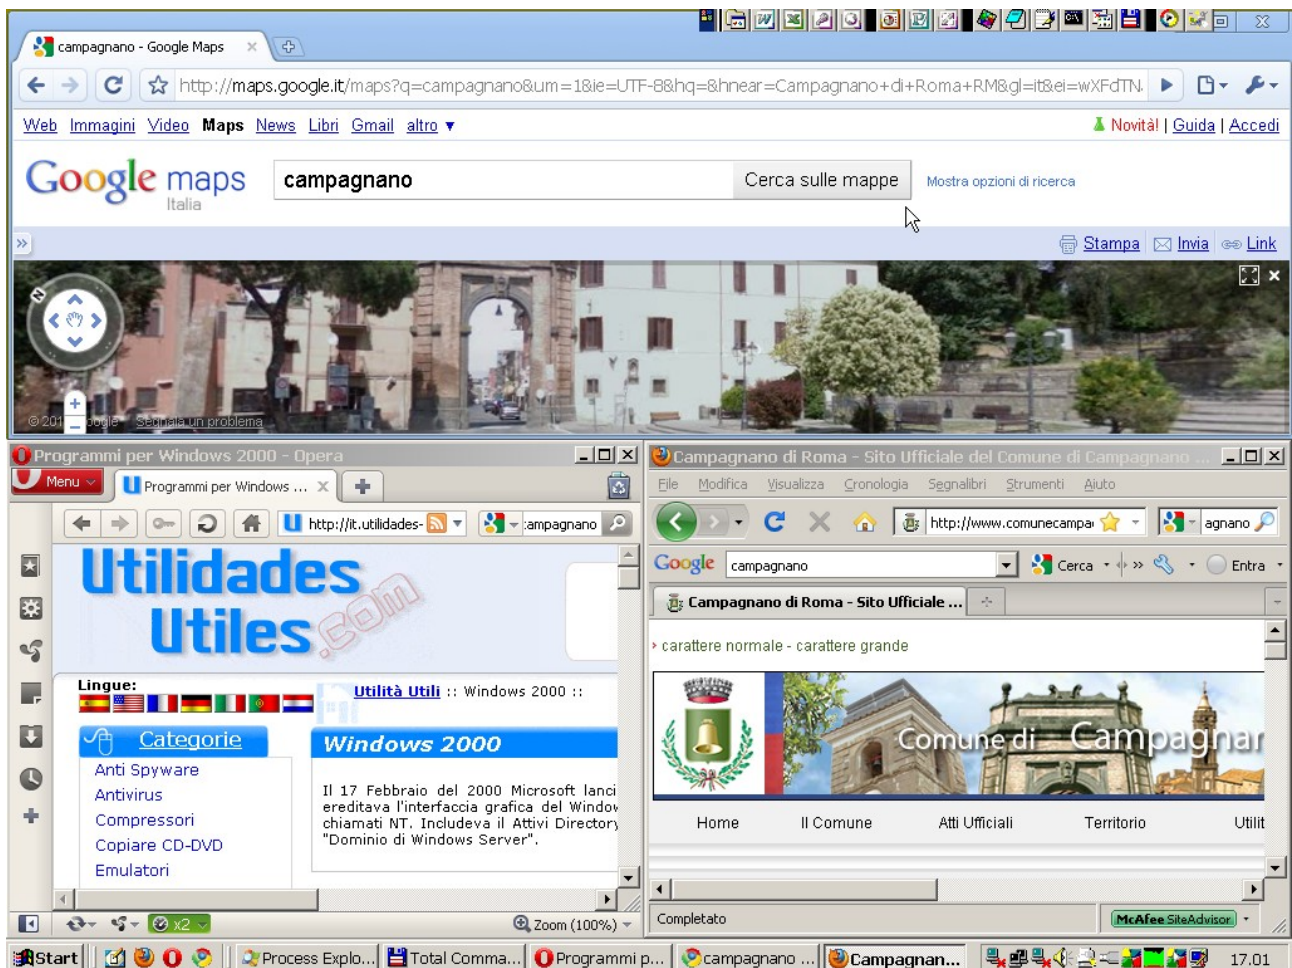 campagnano - Google Maps
http://maps.google.it/maps?q=campagnano&um=1&ie=UTF-8&hq=&hnear=Campagnano+di+Roma+RM&gl=it&ei=wXFdTN
Web Immagini Video Maps News Libri Gmail altro ▼
Novità! | Guida | Accedi
Google maps
Italia
campagnano
Cerca sulle mappe
Mostra opzioni di ricerca
Stampa Invia Link
Segnala un problema
Programmi per Windows 2000 - Opera
Menu
Programmi per Windows ...
http://it.utilidades-
campagnano
Utilidades
Utiles.com
Lingue:
Utilità Utili :: Windows 2000 ::
Categorie
Anti Spyware
Antivirus
Compressori
Copiare CD-DVD
Emulatori
Windows 2000
Il 17 Febbraio del 2000 Microsoft lanci
ereditava l'interfaccia grafica del Window
chiamati NT. Includeva il Attivi Directory
"Dominio di Windows Server".
x2
Zoom (100%)
Campagnano di Roma - Sito Ufficiale del Comune di Campagnano ...
File Modifica Visualizza Cronologia Segnalibri Strumenti Aiuto
http://www.comunecampa
agnano
Google campagnano Cerca » Entra
Campagnano di Roma - Sito Ufficiale ...
carattere normale - carattere grande
Comune di Campagnan
Home Il Comune Atti Ufficiali Territorio Utilit
Completato
McAfee SiteAdvisor
Start Process Explo... Total Comma... Programmi p... campagnano ... Campagnan... 17.01